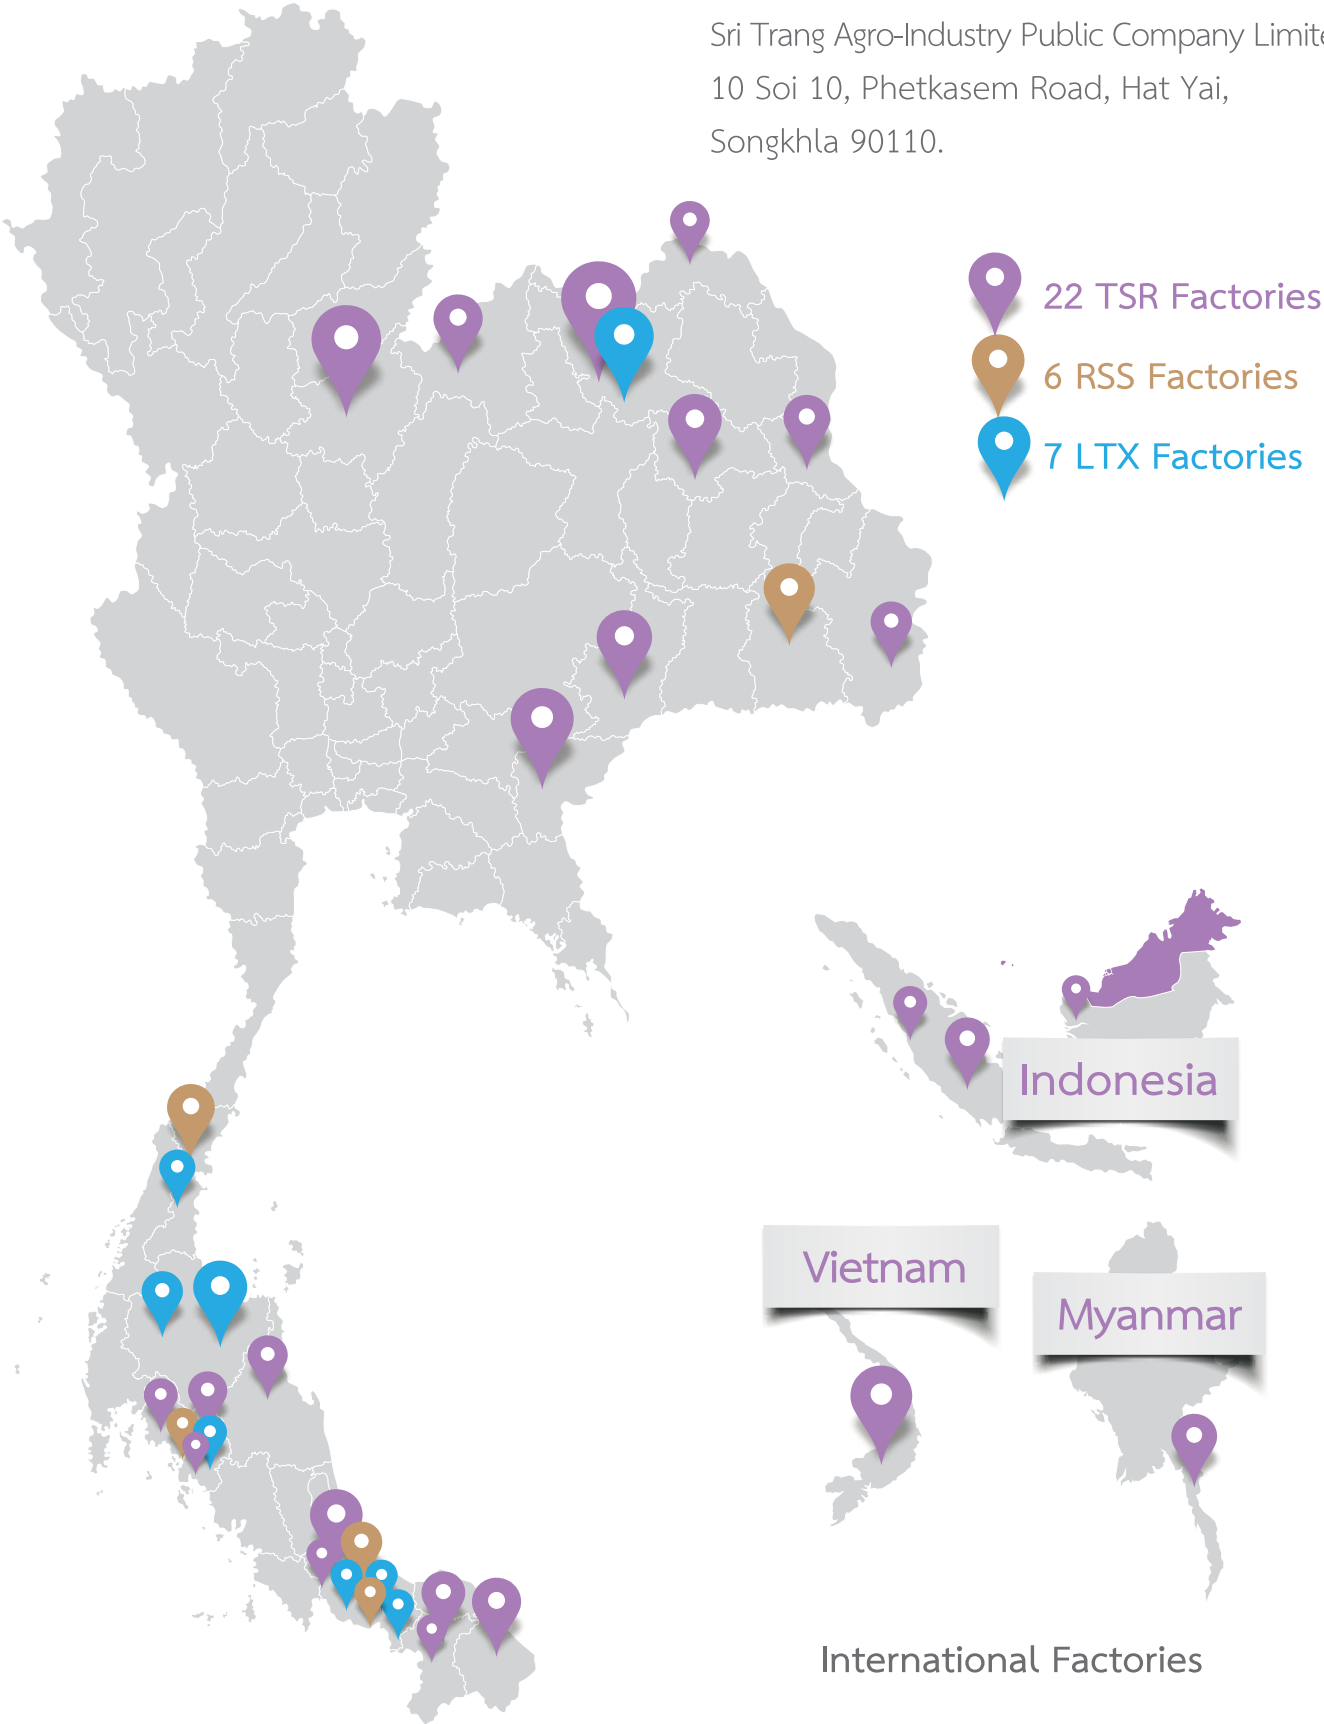 Sri Trang Agro-Industry Public Company
10 Soi 10, Phetkasem Road, Hat Yai,
Songkhla 90110.
22 TSR Factories
6 RSS Factories
7 LTX Factories
Indonesia
Vietnam
Myanmar
International Factories